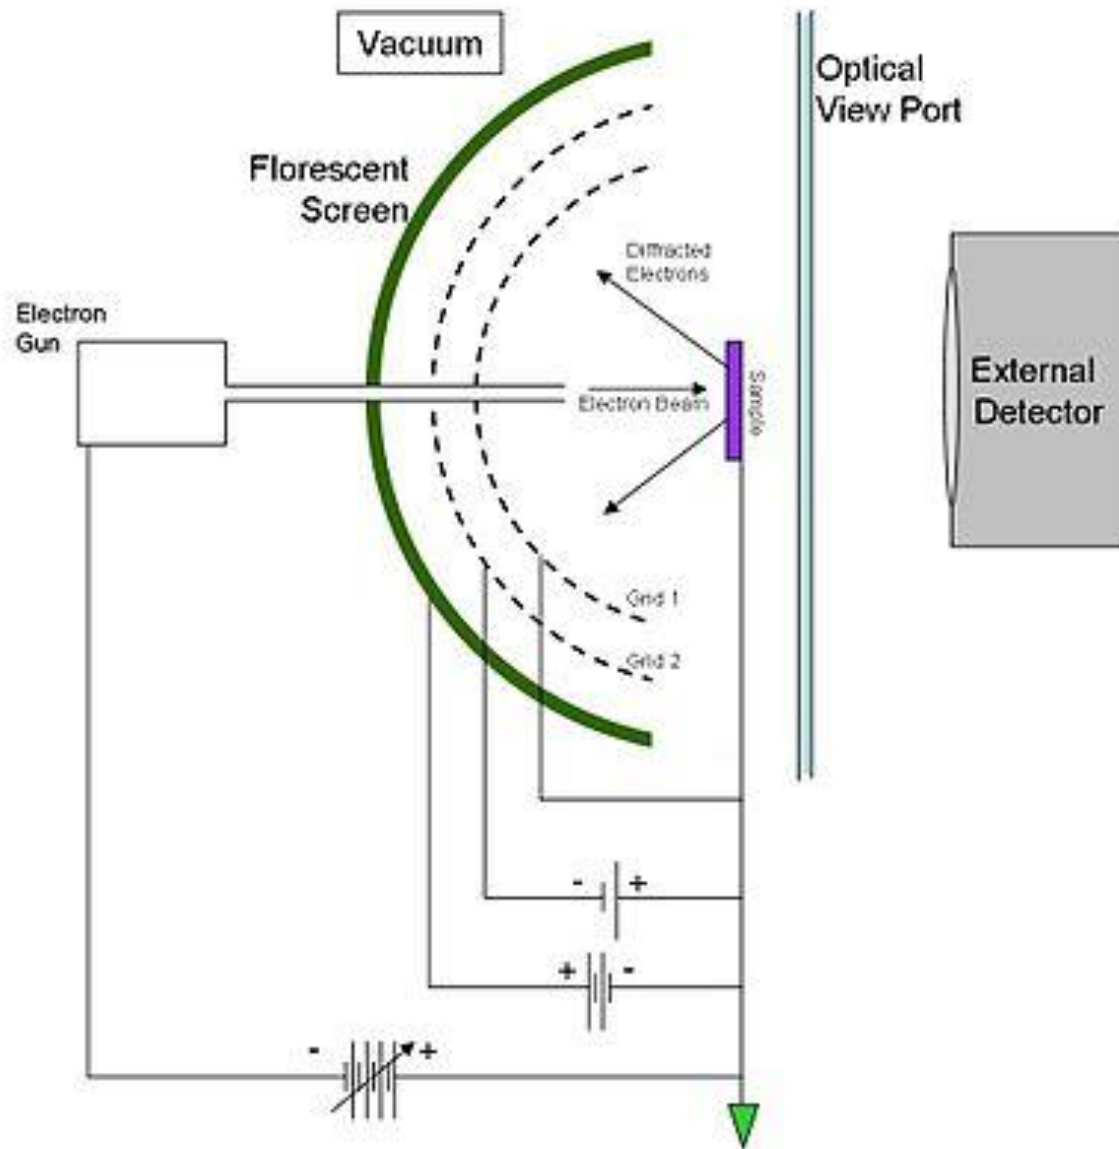 Vacuum
Optical
View Port
Florescent
Screen
Diffracted
Electrons
Electron
Gun
Electron Beam
Sample
External
Detector
Grid 1
Grid 2
- +
+ -
- +